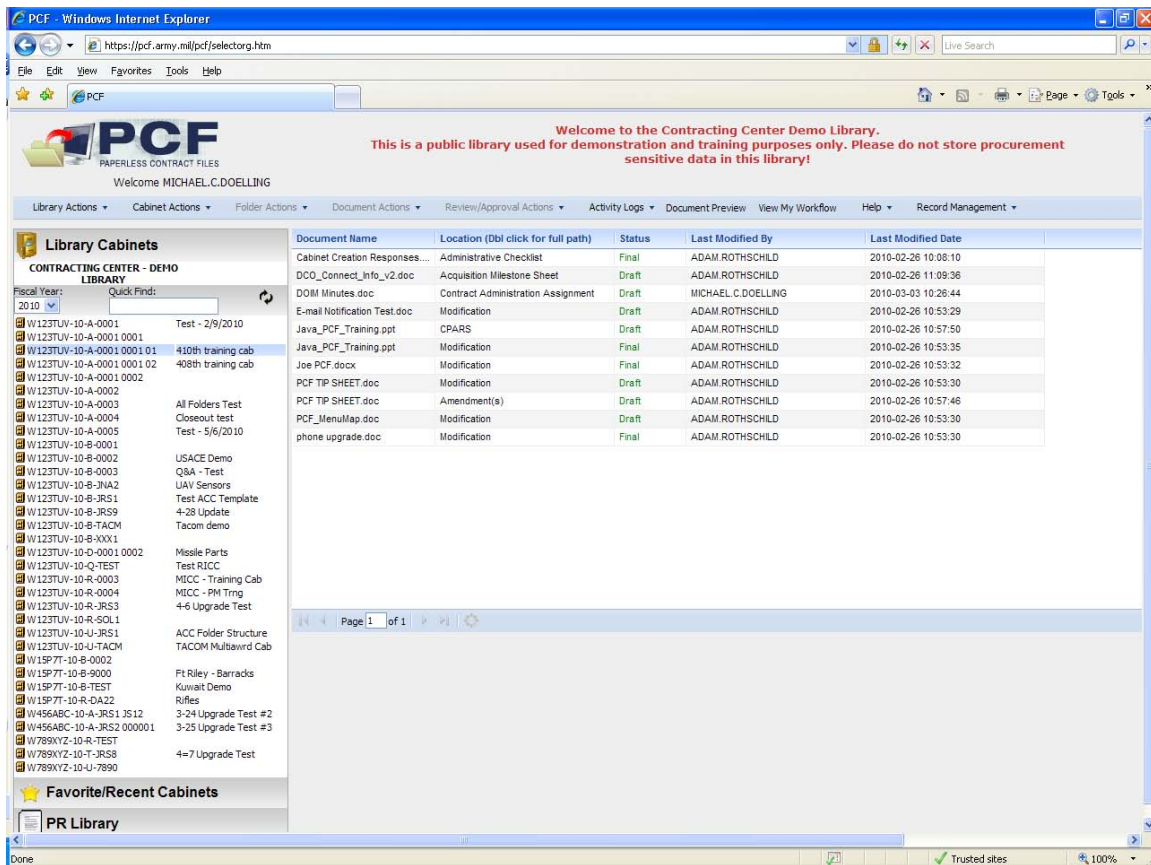 PCF - Windows Internet Explorer
https://pcf.army.mil/pcf/selectorg.htm
Live Search
File Edit View Favorites Tools Help
PCF
Page Tools
PCF
PAPERLESS CONTRACT FILES
Welcome MICHAEL.C.DOELLING
Welcome to the Contracting Center Demo Library.
This is a public library used for demonstration and training purposes only. Please do not store procurement
sensitive data in this library!
Library Actions Cabinet Actions Folder Actions Document Actions Review/Approval Actions Activity Logs Document Preview View My Workflow Help Record Management
Library Cabinets
CONTRACTING CENTER - DEMO
LIBRARY
Fiscal Year: Quick Find:
2010
W123TUV-10-A-0001 Test - 2/9/2010
W123TUV-10-A-0001 0001
W123TUV-10-A-0001 0001 01 410th training cab
W123TUV-10-A-0001 0001 02 408th training cab
W123TUV-10-A-0001 0002
W123TUV-10-A-0002
W123TUV-10-A-0003 All Folders Test
W123TUV-10-A-0004 Closeout test
W123TUV-10-A-0005 Test - 5/6/2010
W123TUV-10-B-0001
W123TUV-10-B-0002 USACE Demo
W123TUV-10-B-0003 Q&A - Test
W123TUV-10-B-JNA2 UAV Sensors
W123TUV-10-B-JRS1 Test ACC Template
W123TUV-10-B-JRS9 4-28 Update
W123TUV-10-B-TACM Tacom demo
W123TUV-10-B-XXX1
W123TUV-10-D-0001 0002 Missile Parts
W123TUV-10-Q-TEST Test RICC
W123TUV-10-R-0003 MICC - Training Cab
W123TUV-10-R-0004 MICC - PM Trng
W123TUV-10-R-JRS3 4-6 Upgrade Test
W123TUV-10-R-SOL1
W123TUV-10-U-JRS1 ACC Folder Structure
W123TUV-10-U-TACM TACOM Multiawrd Cab
W15P7T-10-B-0002
W15P7T-10-B-9000 Ft Riley - Barracks
W15P7T-10-B-TEST Kuwait Demo
W15P7T-10-R-DA22 Rifles
W456ABC-10-A-JRS1 JS12 3-24 Upgrade Test #2
W456ABC-10-A-JRS2 000001 3-25 Upgrade Test #3
W789XYZ-10-R-TEST
W789XYZ-10-T-JRS8 4=7 Upgrade Test
W789XYZ-10-U-7890
Favorite/Recent Cabinets
PR Library
Document Name Location (Dbl click for full path) Status Last Modified By Last Modified Date
Cabinet Creation Responses.... Administrative Checklist Final ADAM.ROTHSCHILD 2010-02-26 10:08:10
DCO_Connect_Info_v2.doc Acquisition Milestone Sheet Draft ADAM.ROTHSCHILD 2010-02-26 11:09:36
DOIM Minutes.doc Contract Administration Assignment Draft MICHAEL.C.DOELLING 2010-03-03 10:26:44
E-mail Notification Test.doc Modification Draft ADAM.ROTHSCHILD 2010-02-26 10:53:29
Java_PCF_Training.ppt CPARS Draft ADAM.ROTHSCHILD 2010-02-26 10:57:50
Java_PCF_Training.ppt Modification Final ADAM.ROTHSCHILD 2010-02-26 10:53:35
Joe PCF.docx Modification Final ADAM.ROTHSCHILD 2010-02-26 10:53:32
PCF TIP SHEET.doc Modification Draft ADAM.ROTHSCHILD 2010-02-26 10:53:30
PCF TIP SHEET.doc Amendment(s) Draft ADAM.ROTHSCHILD 2010-02-26 10:57:46
PCF_MenuMap.doc Modification Draft ADAM.ROTHSCHILD 2010-02-26 10:53:30
phone upgrade.doc Modification Final ADAM.ROTHSCHILD 2010-02-26 10:53:30
Page 1 of 1
Done Trusted sites 100%